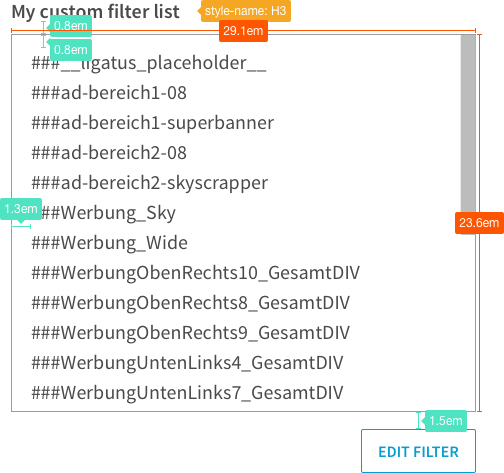 My custom filter list
style-name: H3
0.8em
29.1em
0.8em
###__ligatus_placeholder__
###ad-bereich1-08
###ad-bereich1-superbanner
###ad-bereich2-08
###ad-bereich2-skyscrapper
1.3em
###Werbung_Sky
23.6em
###Werbung_Wide
###WerbungObenRechts10_GesamtDIV
###WerbungObenRechts8_GesamtDIV
###WerbungObenRechts9_GesamtDIV
###WerbungUntenLinks4_GesamtDIV
###WerbungUntenLinks7_GesamtDIV
1.5em
EDIT FILTER